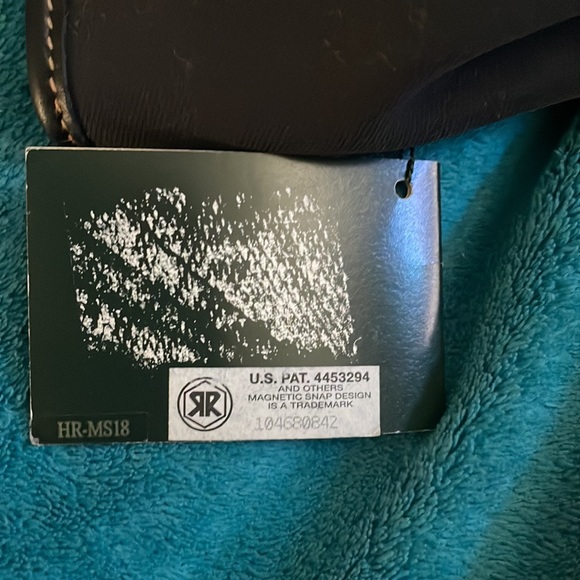 U.S. PAT. 4453294
AND OTHERS
MAGNETIC SNAP DESIGN
IS A TRADEMARK
104680842
HR-MS18